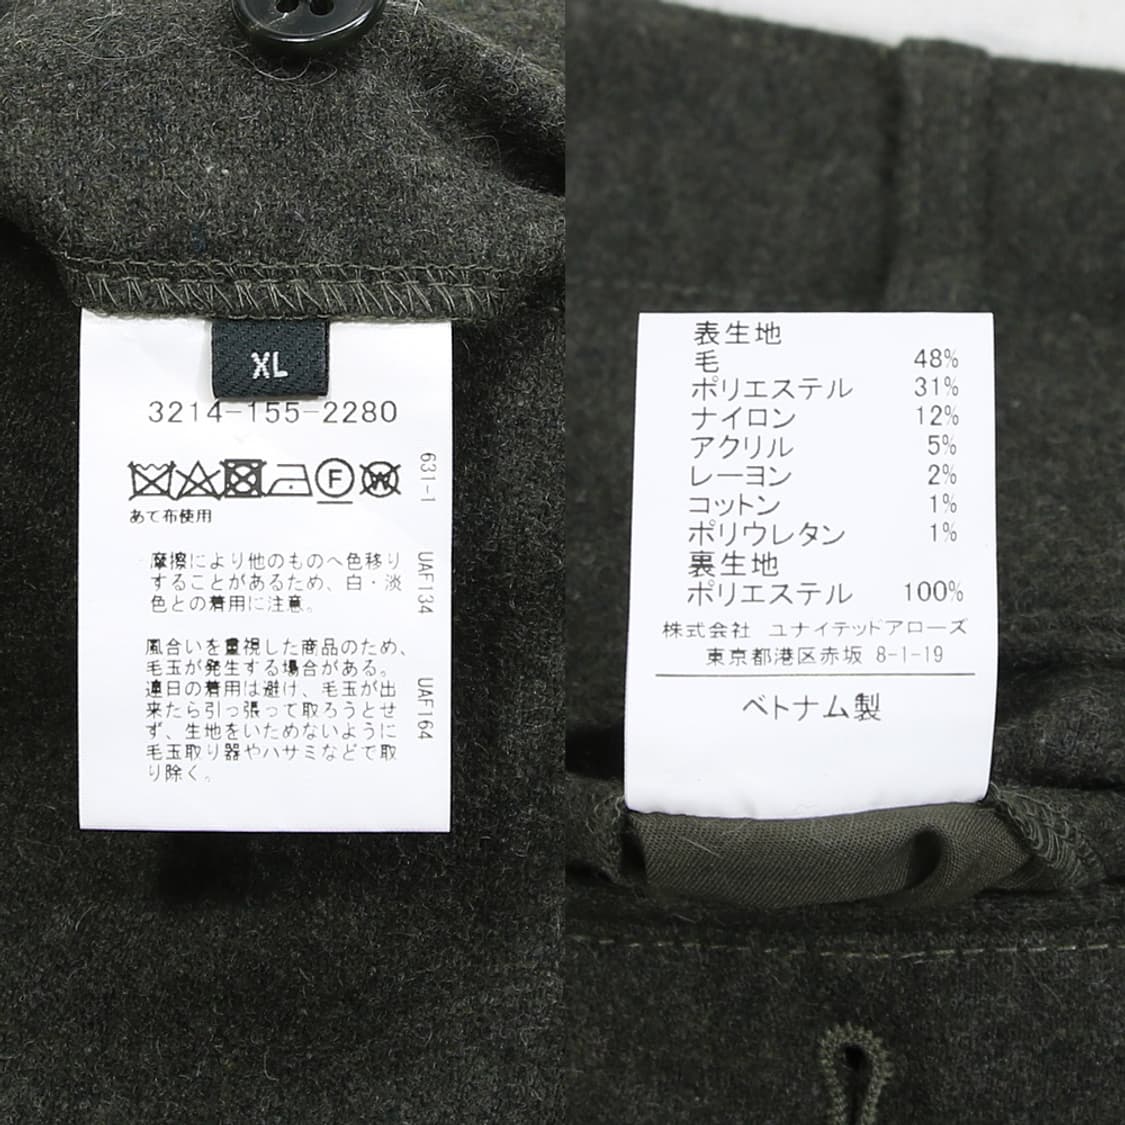 XL
3214-155-2280
F
W
あて布使用
631-1
摩擦により他のものへ色移り
することがあるため、白・淡
色との着用に注意。
UAF134
風合いを重視した商品のため、
毛玉が発生する場合がある。
連日の着用は避け、毛玉が出
来たら引っ張って取ろうとせ
ず、生地をいためないように
毛玉取り器やハサミなどで取
り除く。
UAF164
表生地
毛 48%
ポリエステル 31%
ナイロン 12%
アクリル 5%
レーヨン 2%
コットン 1%
ポリウレタン 1%
裏生地
ポリエステル 100%
株式会社 ユナイテッドアローズ
東京都港区赤坂 8-1-19
ベトナム製